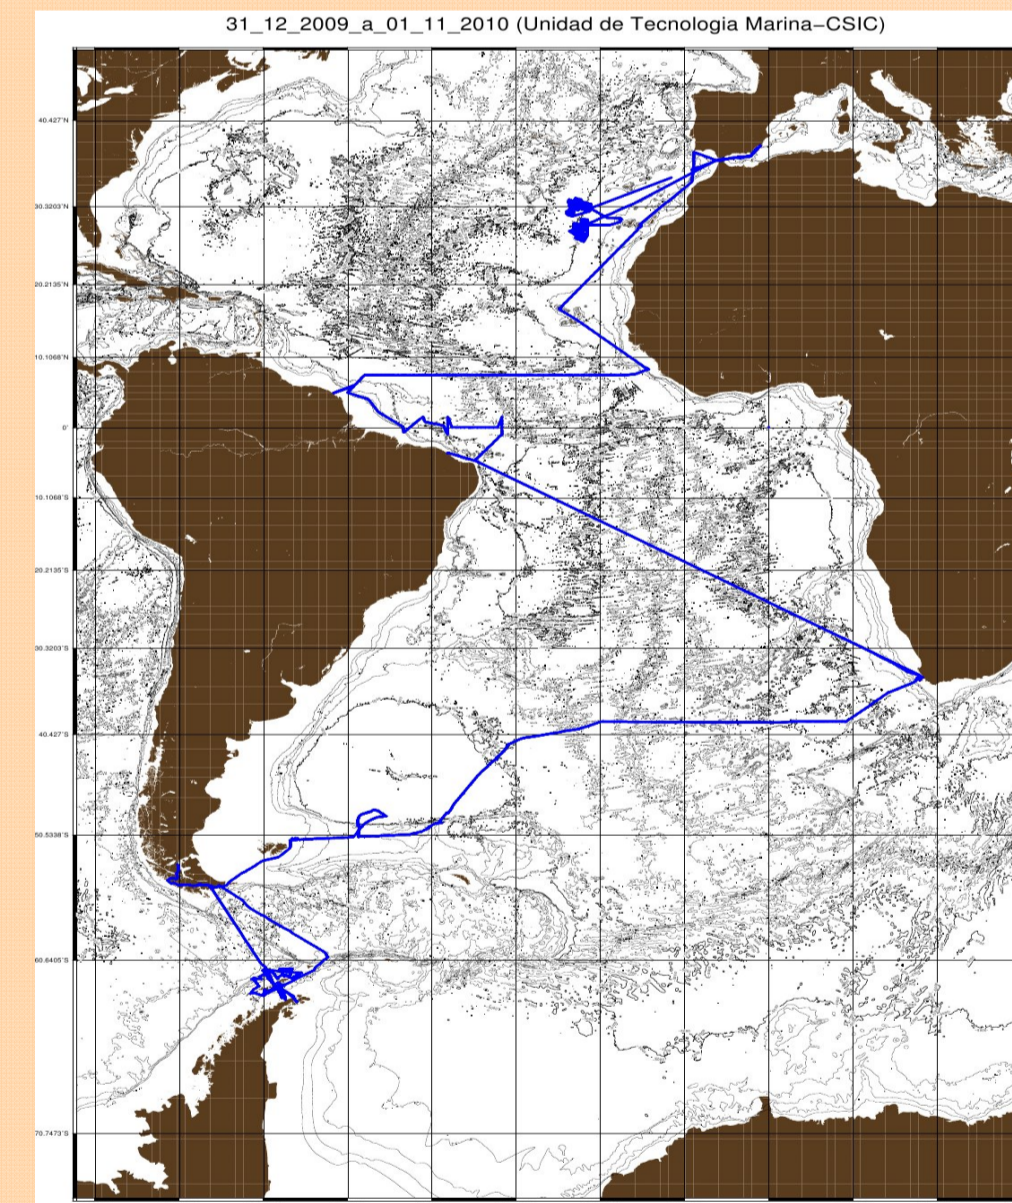 31_12_2009_a_01_11_2010 (Unidad de Tecnologia Marina−CSIC)
40.427°N
30.3203°N
20.2135°N
10.1068°N
0°
10.1068°S
20.2135°S
30.3203°S
40.427°S
50.5338°S
60.6405°S
70.7473°S